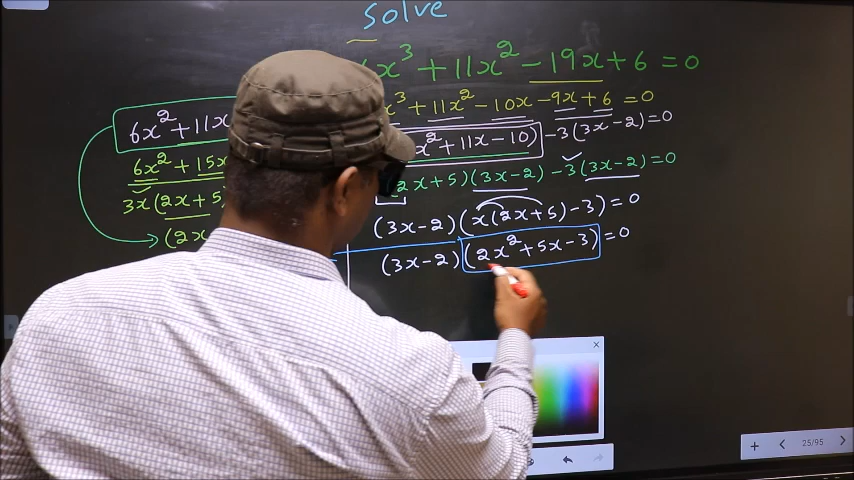 solve
6x³ + 11x² - 19x + 6 = 0
x³ + 11x² - 10x - 9x + 6 = 0
6x² + 11x
x² + 11x - 10) - 3(3x - 2) = 0
6x² + 15x
2x + 5)(3x - 2) - 3(3x - 2) = 0
3x(2x + 5)
(3x - 2)(x(2x + 5) - 3) = 0
(2x
(3x - 2)(2x² + 5x - 3) = 0
25/95